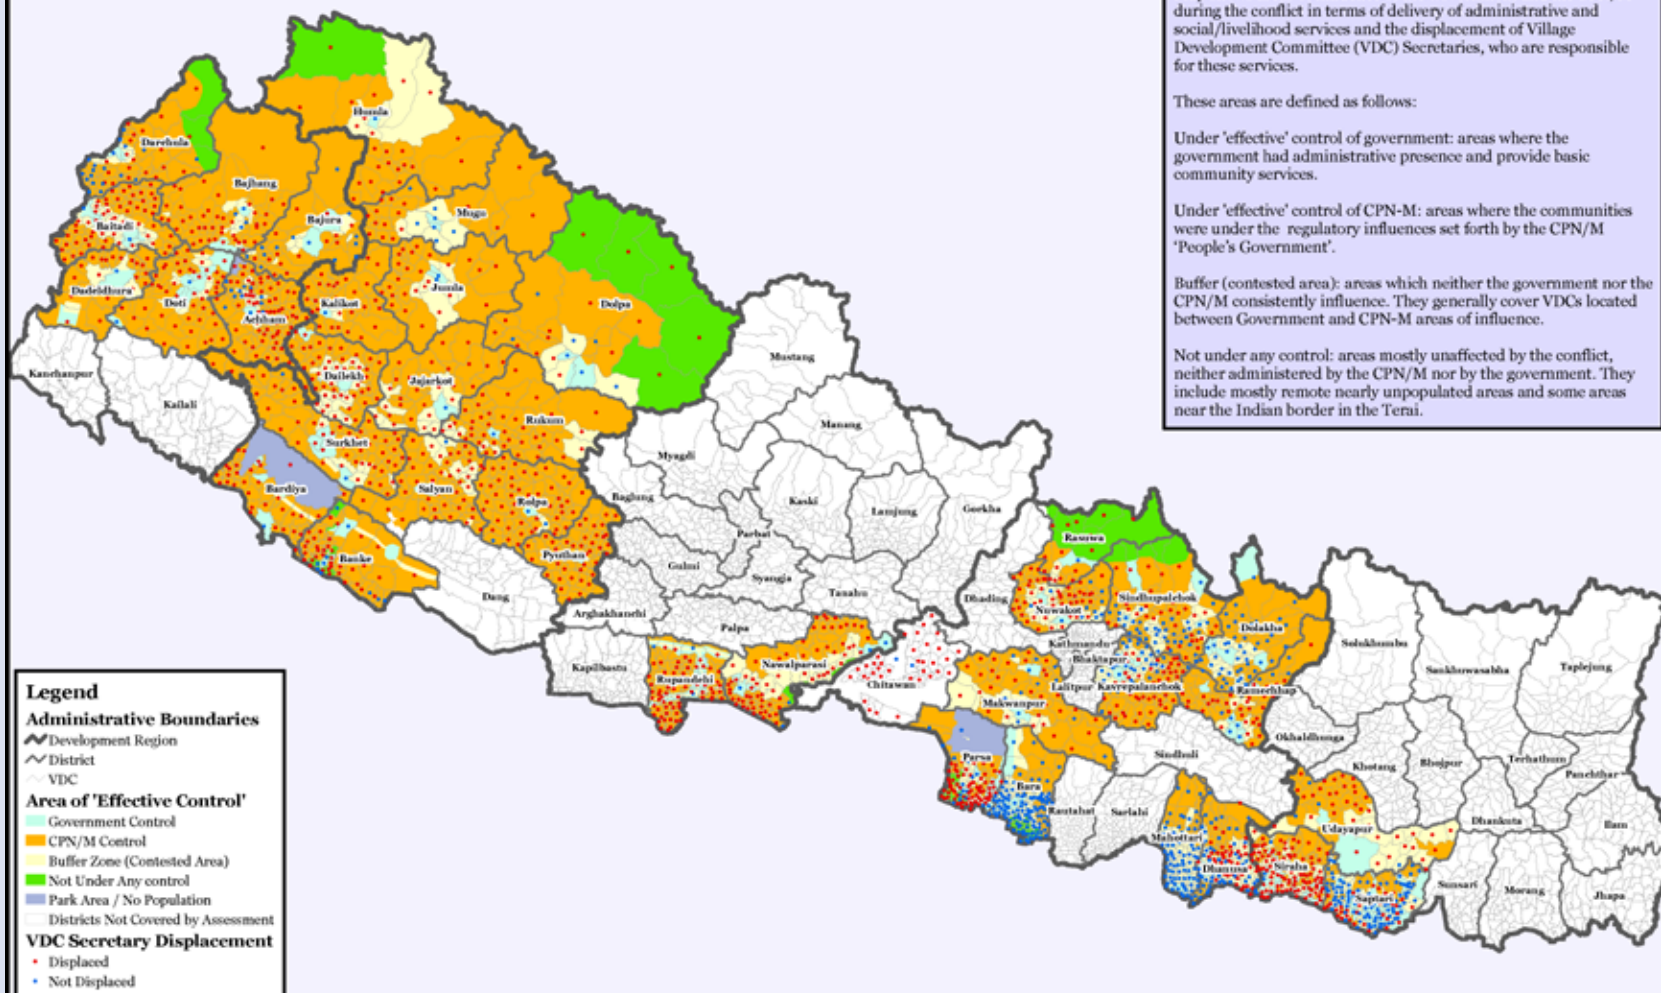 during the conflict in terms of delivery of administrative and
social/livelihood services and the displacement of Village
Development Committee (VDC) Secretaries, who are responsible
for these services.
These areas are defined as follows:
Under 'effective' control of government: areas where the
government had administrative presence and provide basic
community services.
Under 'effective' control of CPN-M: areas where the communities
were under the regulatory influences set forth by the CPN/M
'People's Government'.
Buffer (contested area): areas which neither the government nor the
CPN/M consistently influence. They generally cover VDCs located
between Government and CPN-M areas of influence.
Not under any control: areas mostly unaffected by the conflict,
neither administered by the CPN/M nor by the government. They
include mostly remote nearly unpopulated areas and some areas
near the Indian border in the Terai.
Humla
Darchula
Bajhang
Bajura
Mugu
Baitadi
Dadeldhura
Doti
Achham
Kalikot
Jumla
Dolpa
Mustang
Kanchanpur
Kailali
Dailekh
Jajarkot
Rukum
Manang
Myagdi
Surkhet
Bardiya
Salyan
Rolpa
Baglung
Kaski
Lamjung
Gorkha
Parbat
Rasuwa
Banke
Pyuthan
Gulmi
Syangja
Tanahu
Dang
Arghakhanchi
Palpa
Dhading
Nuwakot
Sindhupalchok
Dolakha
Kathmandu
Bhaktapur
Solukhumbu
Sankhuwasabha
Taplejung
Kapilbastu
Rupandehi
Nawalparasi
Chitawan
Lalitpur
Kavrepalanchok
Ramechhap
Makwanpur
Okhaldhunga
Sindhuli
Khotang
Bhojpur
Terhathum
Panchthar
Parsa
Bara
Rautahat
Sarlahi
Mahottari
Dhanusa
Siraha
Udayapur
Dhankuta
Ilam
Saptari
Sunsari
Morang
Jhapa
Legend
Administrative Boundaries
Development Region
District
VDC
Area of 'Effective Control'
Government Control
CPN/M Control
Buffer Zone (Contested Area)
Not Under Any control
Park Area / No Population
Districts Not Covered by Assessment
VDC Secretary Displacement
Displaced
Not Displaced